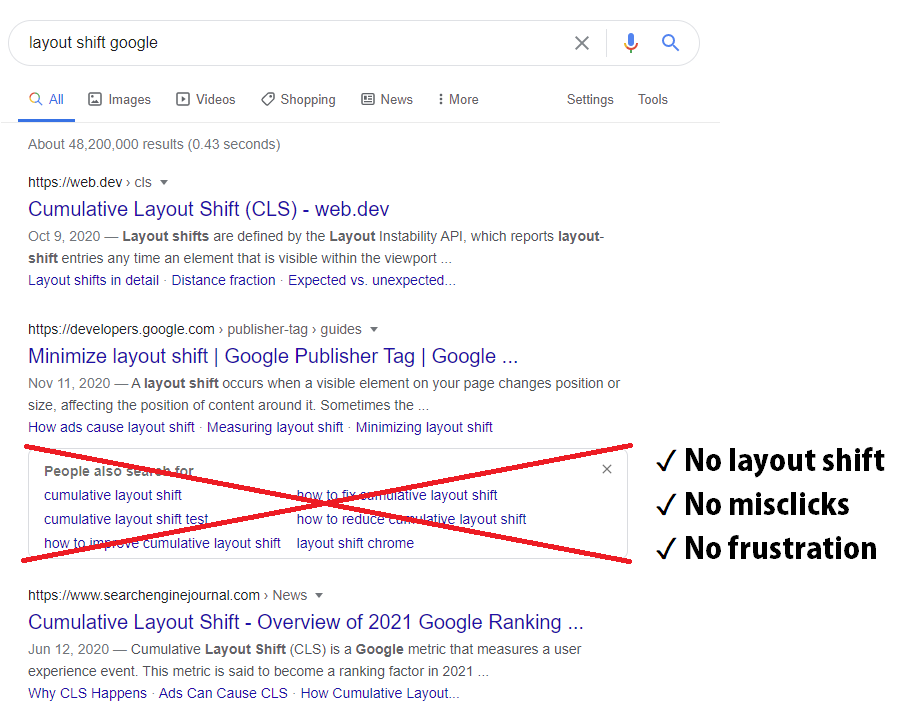 layout shift google
All Images Videos Shopping News More Settings Tools
About 48,200,000 results (0.43 seconds)
https://web.dev › cls
Cumulative Layout Shift (CLS) - web.dev
Oct 9, 2020 — Layout shifts are defined by the Layout Instability API, which reports layout-
shift entries any time an element that is visible within the viewport ...
Layout shifts in detail · Distance fraction · Expected vs. unexpected...
https://developers.google.com › publisher-tag › guides
Minimize layout shift | Google Publisher Tag | Google ...
Nov 11, 2020 — A layout shift occurs when a visible element on your page changes position or
size, affecting the position of content around it. Sometimes the ...
How ads cause layout shift · Measuring layout shift · Minimizing layout shift
People also search for
cumulative layout shift
how to fix cumulative layout shift
cumulative layout shift test
how to reduce cumulative layout shift
how to improve cumulative layout shift
layout shift chrome
✓ No layout shift
✓ No misclicks
✓ No frustration
https://www.searchenginejournal.com › News
Cumulative Layout Shift - Overview of 2021 Google Ranking ...
Jun 12, 2020 — Cumulative Layout Shift (CLS) is a Google metric that measures a user
experience event. This metric is said to become a ranking factor in 2021 ...
Why CLS Happens · Ads Can Cause CLS · How Cumulative Layout...